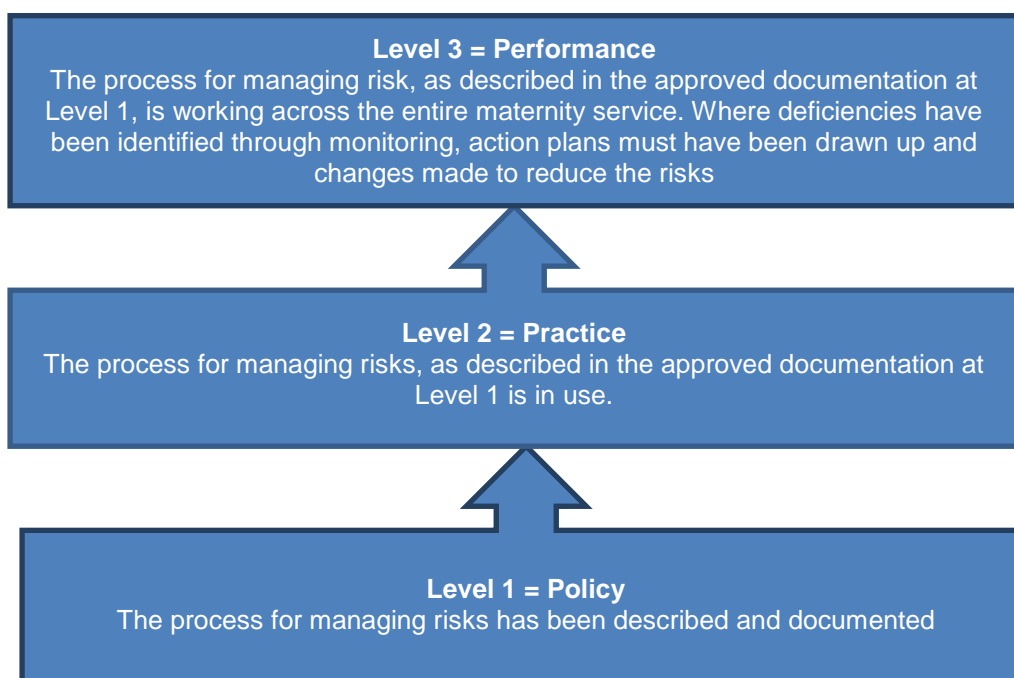 Level 3 = Performance
The process for managing risk, as described in the approved documentation at
Level 1, is working across the entire maternity service. Where deficiencies have
been identified through monitoring, action plans must have been drawn up and
changes made to reduce the risks
Level 2 = Practice
The process for managing risks, as described in the approved documentation at
Level 1 is in use.
Level 1 = Policy
The process for managing risks has been described and documented